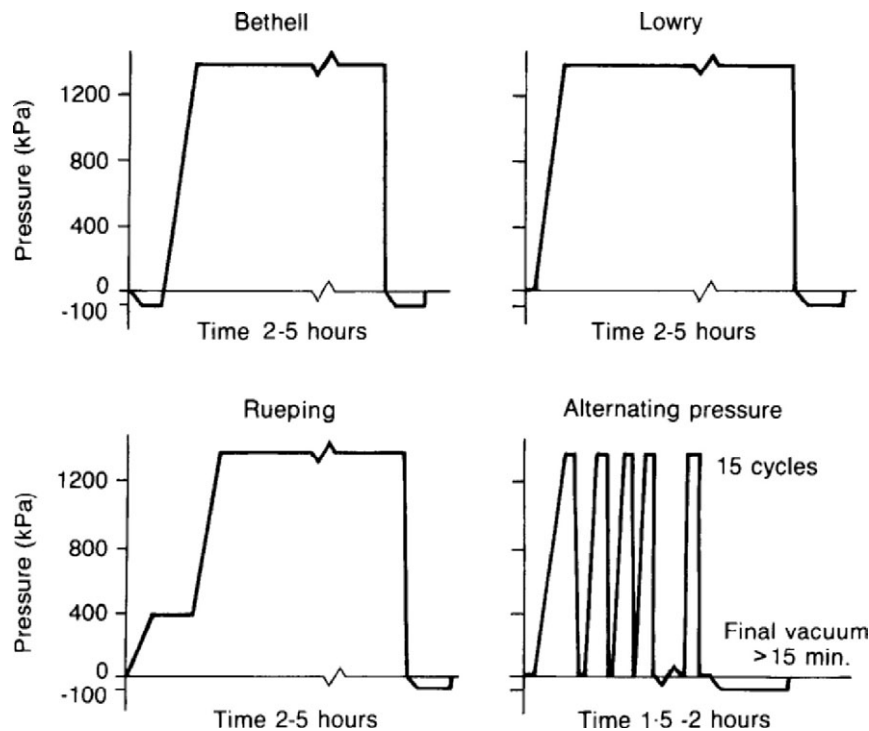 Bethell
Pressure (kPa)
1200
800
400
0
-100
Time 2-5 hours
Lowry
Time 2-5 hours
Rueping
Pressure (kPa)
1200
800
400
0
-100
Time 2-5 hours
Alternating pressure
15 cycles
Final vacuum
>15 min.
Time 1·5 -2 hours